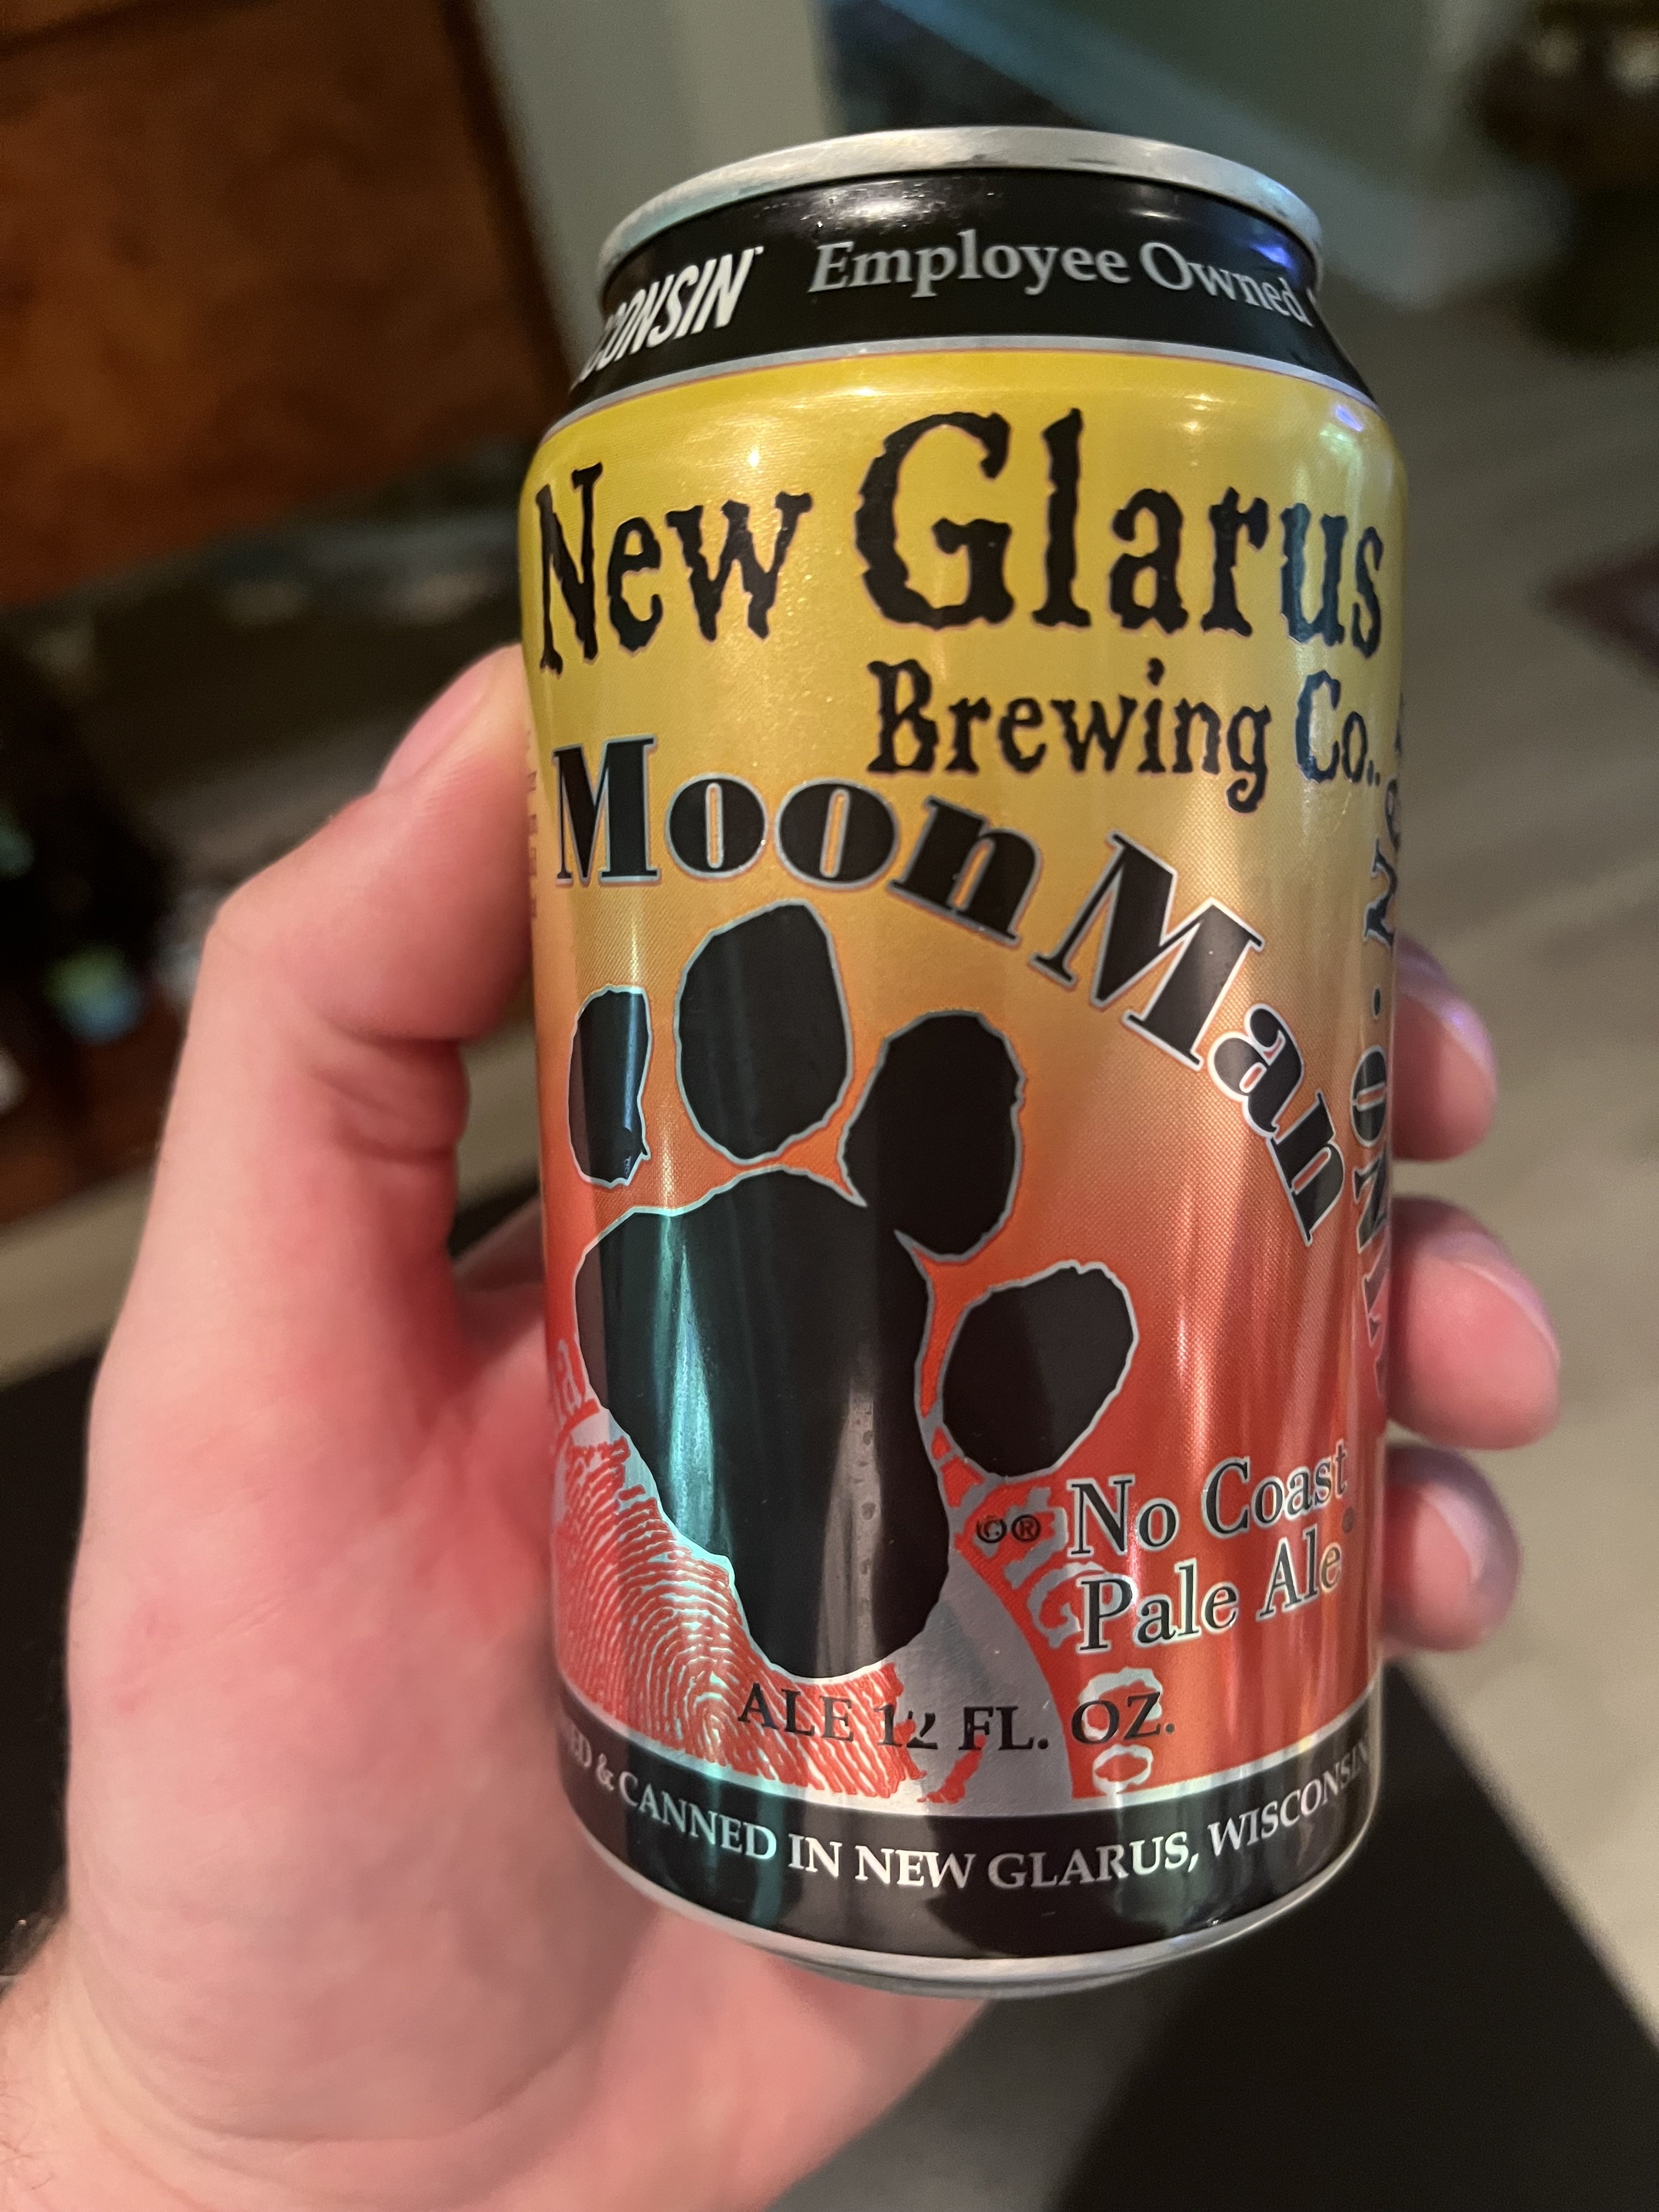 Employee Owned
New Glarus
Brewing Co.
Moon Man
©® No Coast
Pale Ale®
ALE 12 FL. OZ.
& CANNED IN NEW GLARUS, WISCONSIN